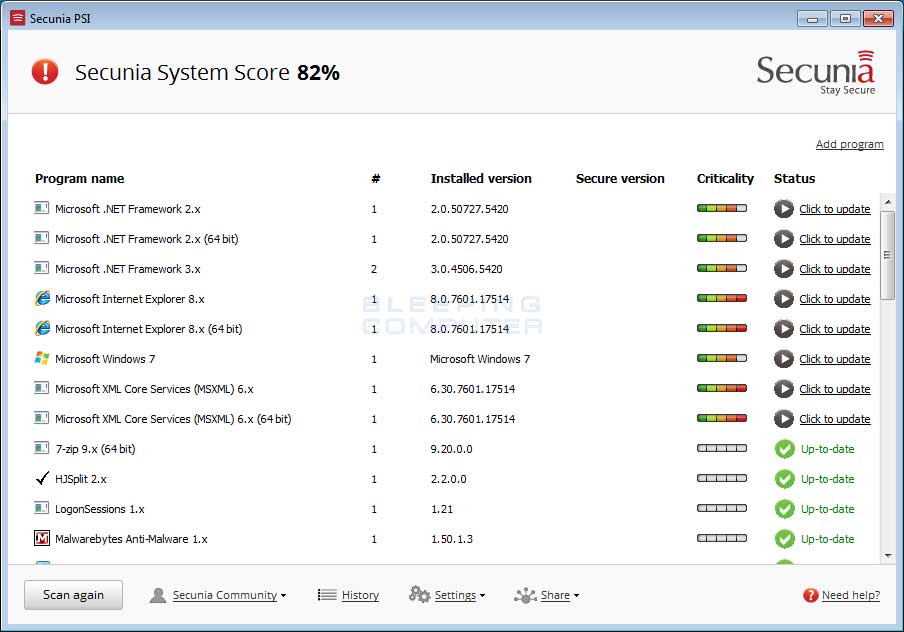 Secunia PSI
Secunia System Score 82%
Secunia
Stay Secure
Add program
Program name # Installed version Secure version Criticality Status
Microsoft .NET Framework 2.x 1 2.0.50727.5420 Click to update
Microsoft .NET Framework 2.x (64 bit) 1 2.0.50727.5420 Click to update
Microsoft .NET Framework 3.x 2 3.0.4506.5420 Click to update
Microsoft Internet Explorer 8.x 1 8.0.7601.17514 Click to update
BLEEPING
Microsoft Internet Explorer 8.x (64 bit) 1 8.0.7601.17514 Click to update
COMPUTER
Microsoft Windows 7 1 Microsoft Windows 7 Click to update
Microsoft XML Core Services (MSXML) 6.x 1 6.30.7601.17514 Click to update
Microsoft XML Core Services (MSXML) 6.x (64 bit) 1 6.30.7601.17514 Click to update
7-zip 9.x (64 bit) 1 9.20.0.0 Up-to-date
HJSplit 2.x 1 2.2.0.0 Up-to-date
LogonSessions 1.x 1 1.21 Up-to-date
Malwarebytes Anti-Malware 1.x 1 1.50.1.3 Up-to-date
Scan again Secunia Community History Settings Share Need help?